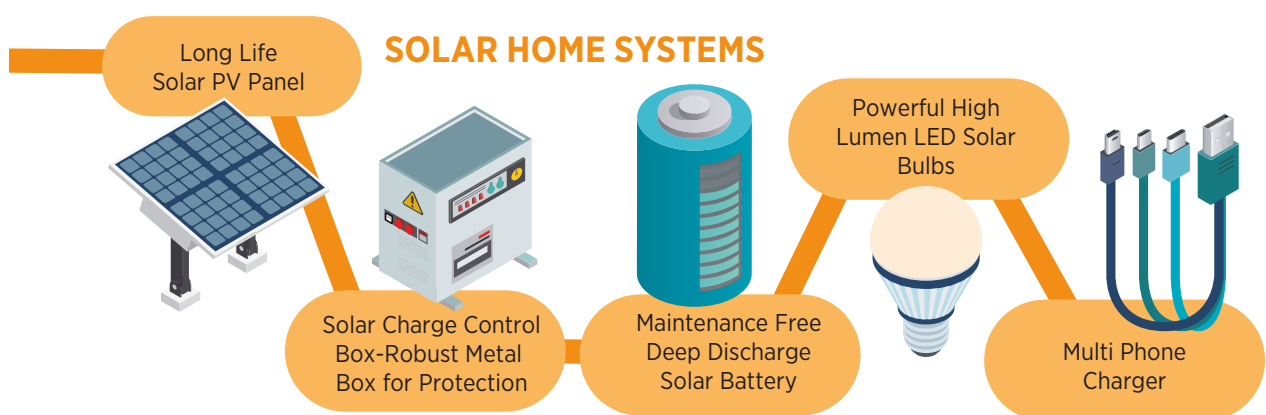 SOLAR HOME SYSTEMS
Long Life
Solar PV Panel
Solar Charge Control
Box-Robust Metal
Box for Protection
Maintenance Free
Deep Discharge
Solar Battery
Powerful High
Lumen LED Solar
Bulbs
Multi Phone
Charger